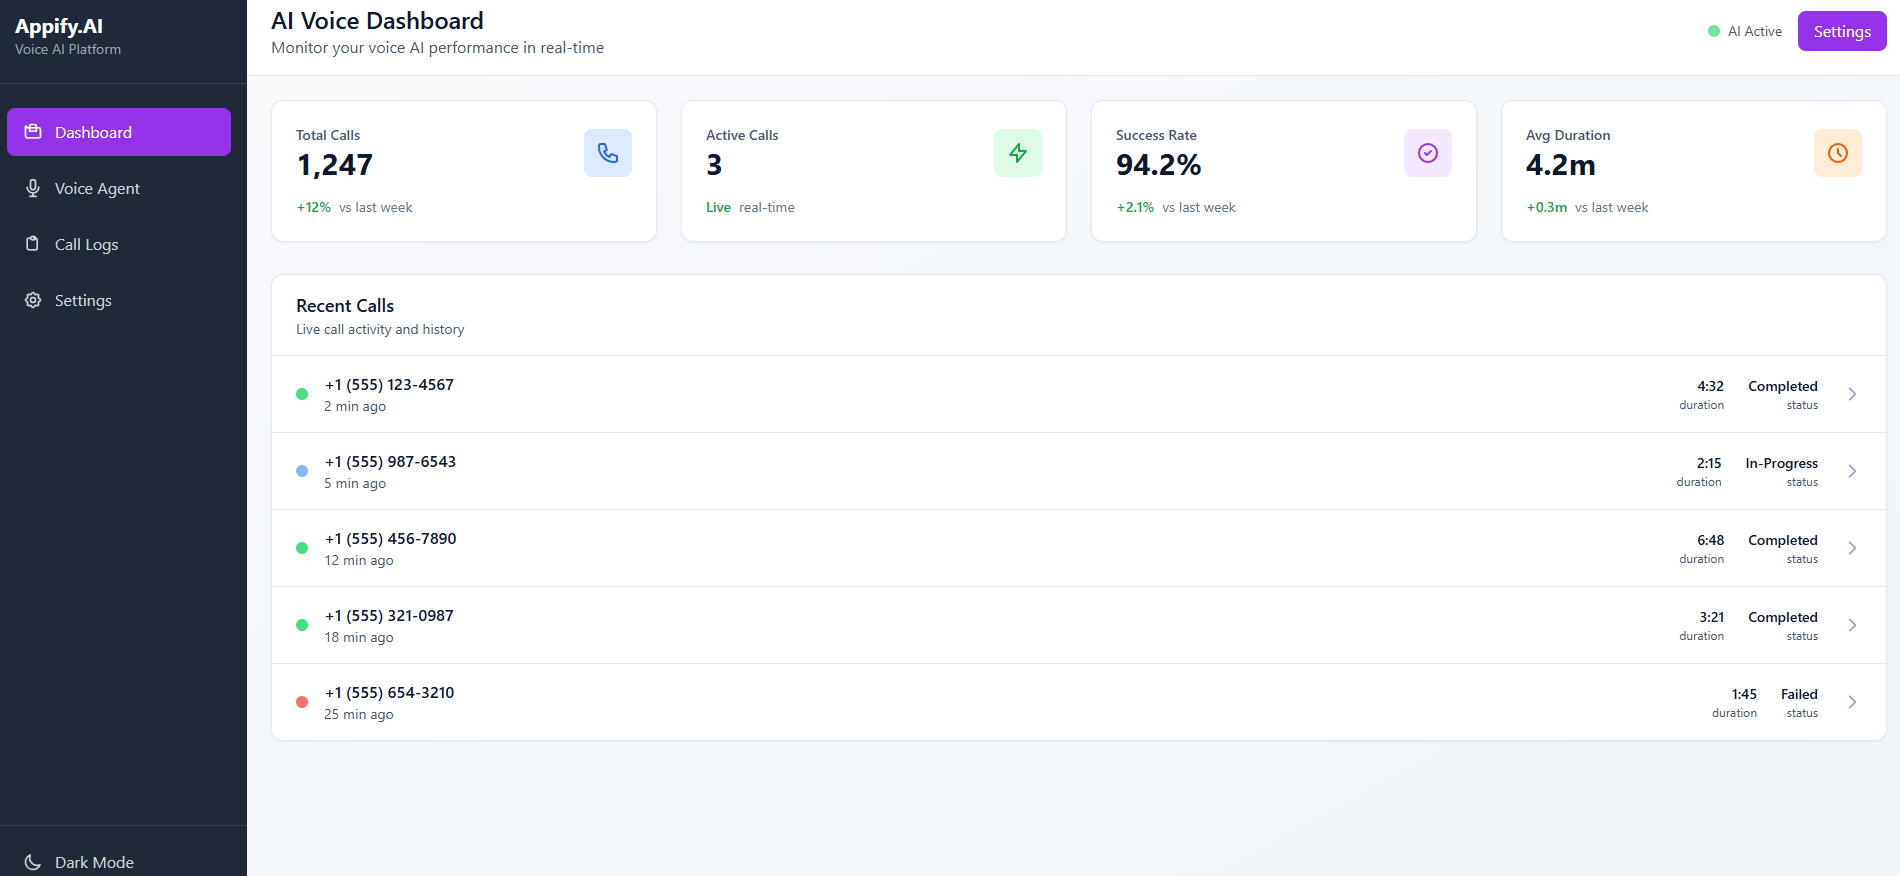 Appify.AI
Voice AI Platform
Dashboard
Voice Agent
Call Logs
Settings
Dark Mode
AI Voice Dashboard
Monitor your voice AI performance in real-time
AI Active
Settings
Total Calls
1,247
+12% vs last week
Active Calls
3
Live real-time
Success Rate
94.2%
+2.1% vs last week
Avg Duration
4.2m
+0.3m vs last week
Recent Calls
Live call activity and history
+1 (555) 123-4567
2 min ago
4:32
duration
Completed
status
+1 (555) 987-6543
5 min ago
2:15
duration
In-Progress
status
+1 (555) 456-7890
12 min ago
6:48
duration
Completed
status
+1 (555) 321-0987
18 min ago
3:21
duration
Completed
status
+1 (555) 654-3210
25 min ago
1:45
duration
Failed
status